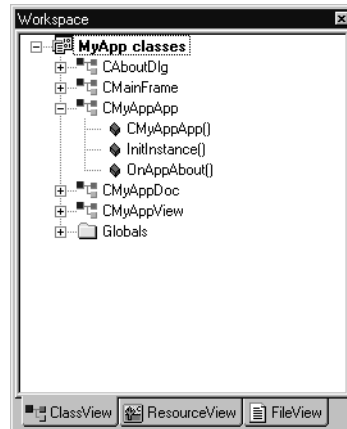 Workspace
MyApp classes
CAboutDlg
CMainFrame
CMyAppApp
CMyAppApp()
InitInstance()
OnAppAbout()
CMyAppDoc
CMyAppView
Globals
ClassView ResourceView FileView